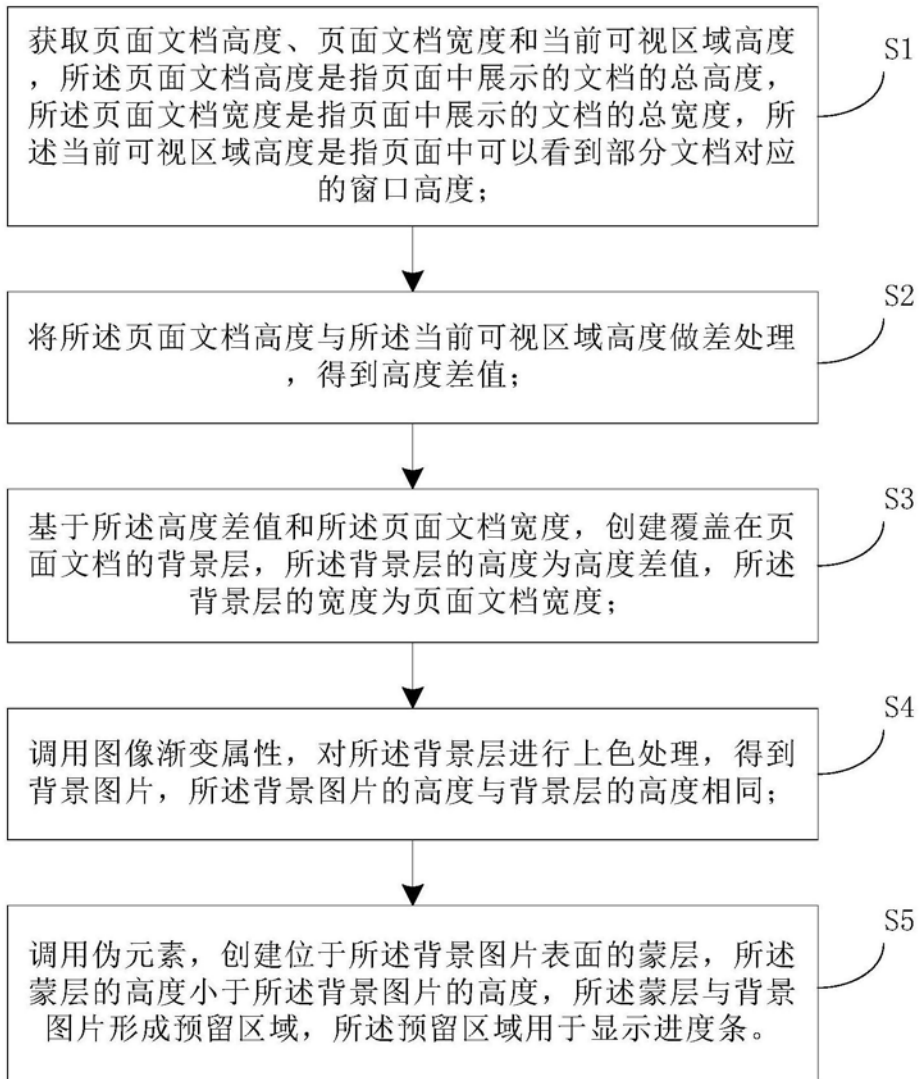 获取页面文档高度、页面文档宽度和当前可视区域高度
，所述页面文档高度是指页面中展示的文档的总高度，
所述页面文档宽度是指页面中展示的文档的总宽度，所
述当前可视区域高度是指页面中可以看到部分文档对应
的窗口高度；
S1
将所述页面文档高度与所述当前可视区域高度做差处理
，得到高度差值；
S2
基于所述高度差值和所述页面文档宽度，创建覆盖在页
面文档的背景层，所述背景层的高度为高度差值，所述
背景层的宽度为页面文档宽度；
S3
调用图像渐变属性，对所述背景层进行上色处理，得到
背景图片，所述背景图片的高度与背景层的高度相同；
S4
调用伪元素，创建位于所述背景图片表面的蒙层，所述
蒙层的高度小于所述背景图片的高度，所述蒙层与背景
图片形成预留区域，所述预留区域用于显示进度条。
S5